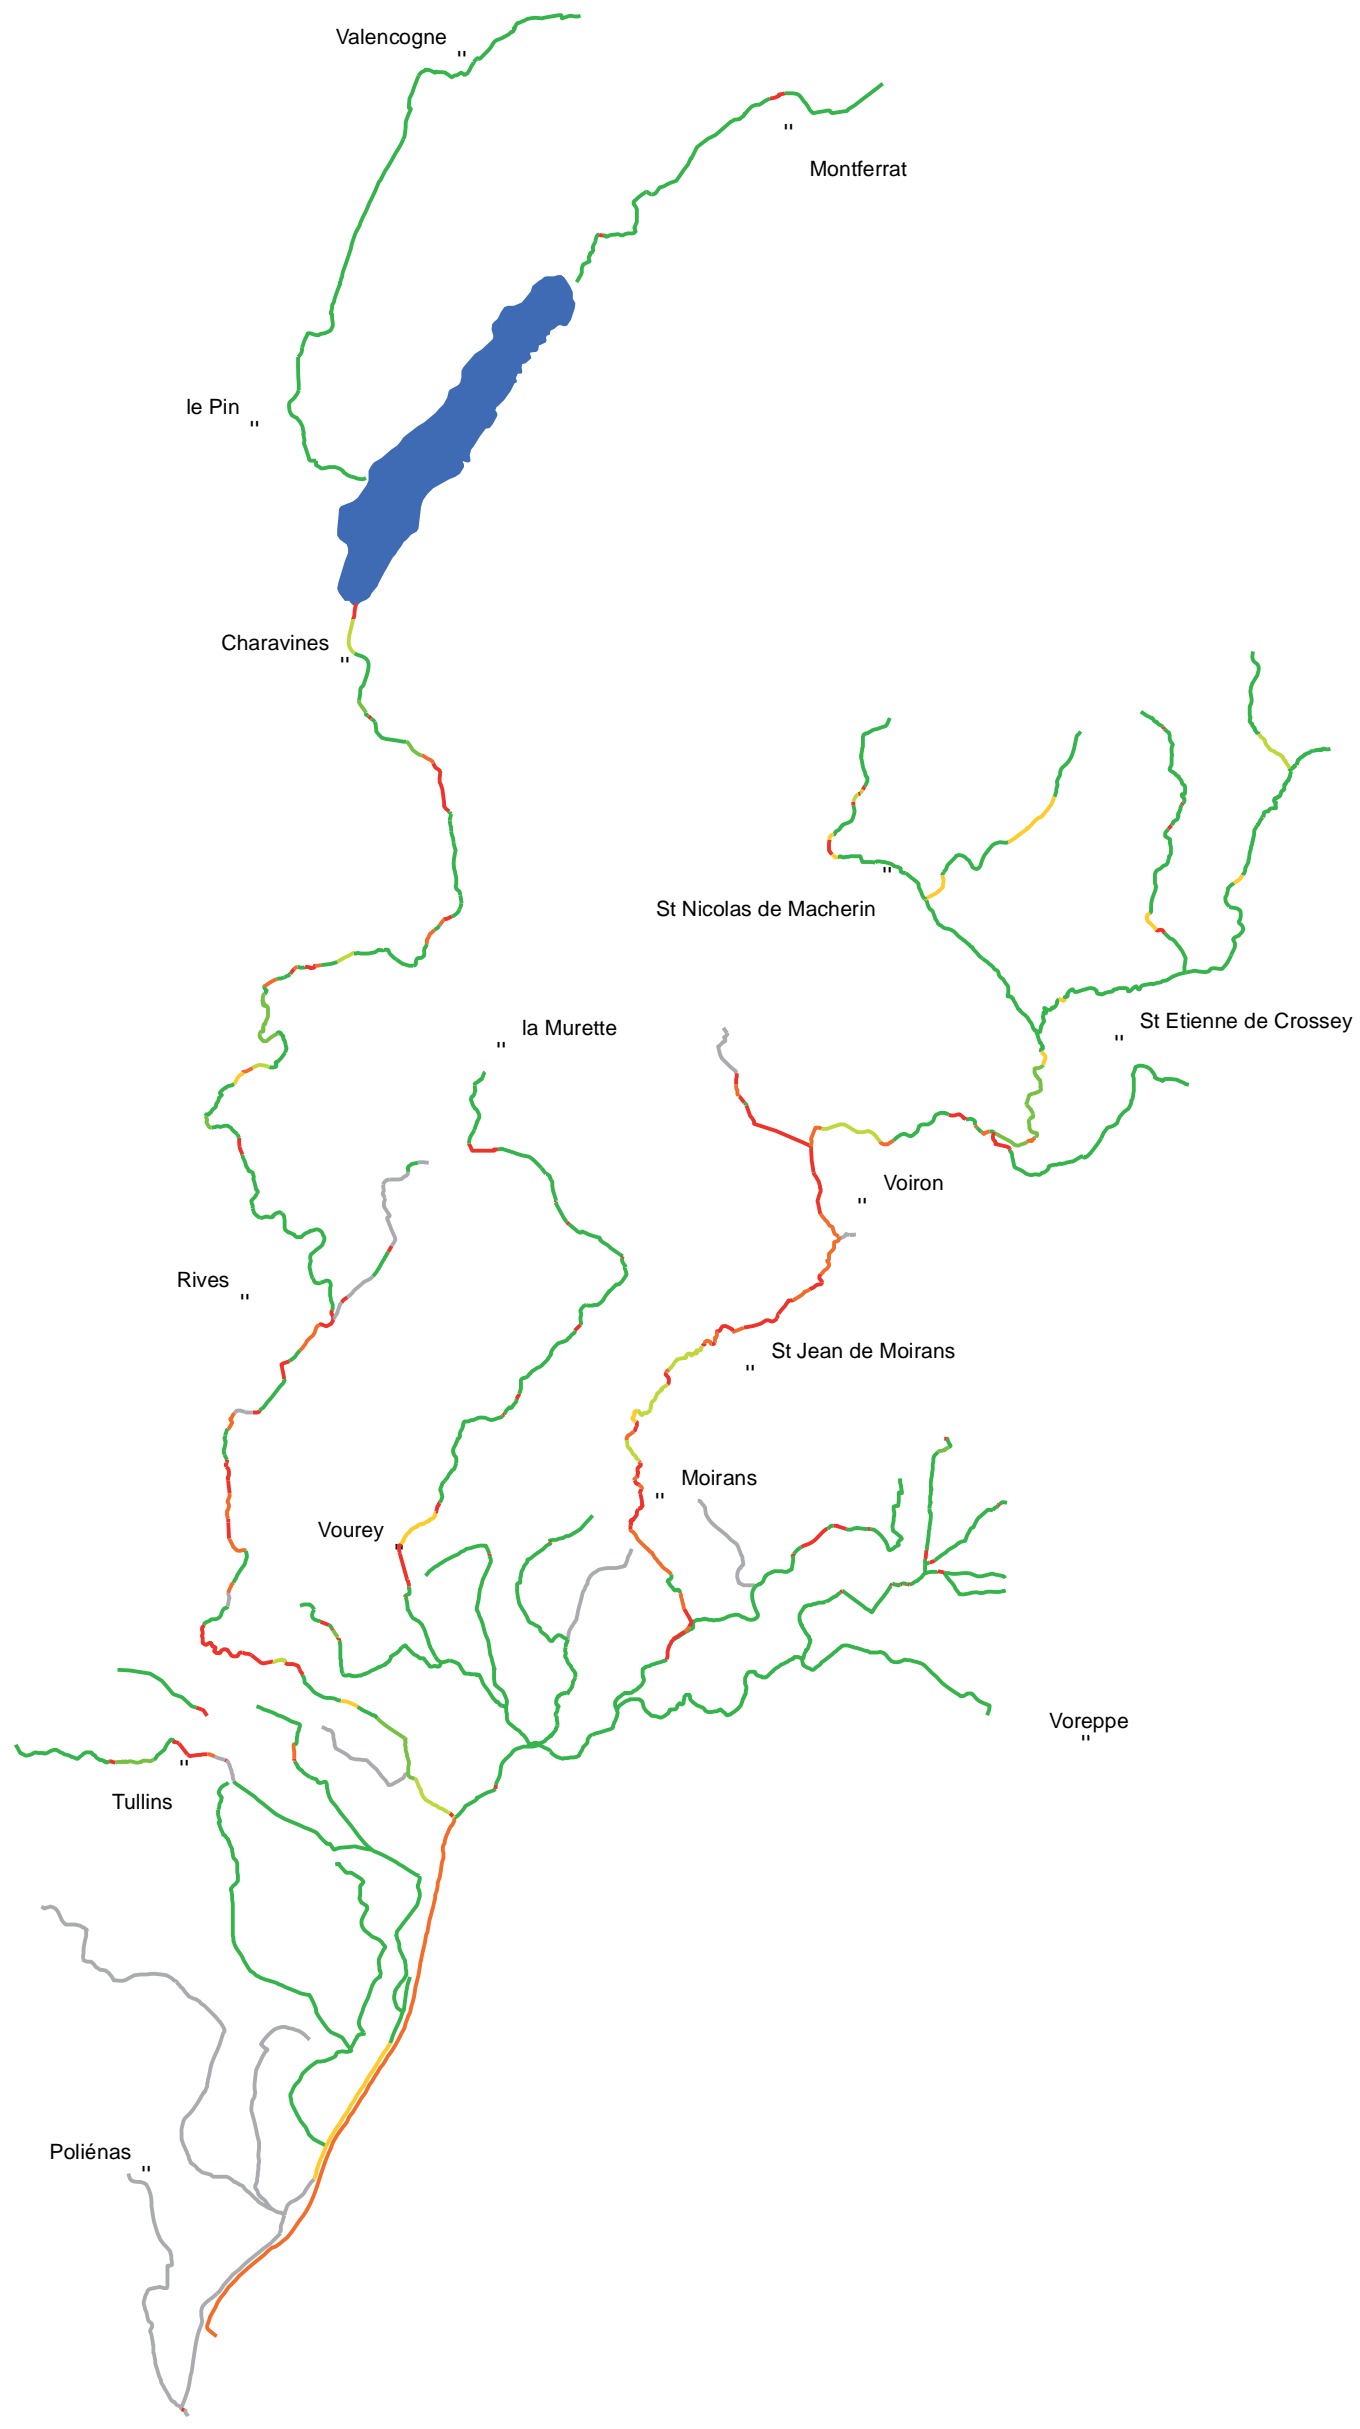 Valencogne
Montferrat
le Pin
Charavines
St Nicolas de Macherin
la Murette
St Etienne de Crossey
Voiron
Rives
St Jean de Moirans
Moirans
Vourey
Voreppe
Tullins
Poliénas